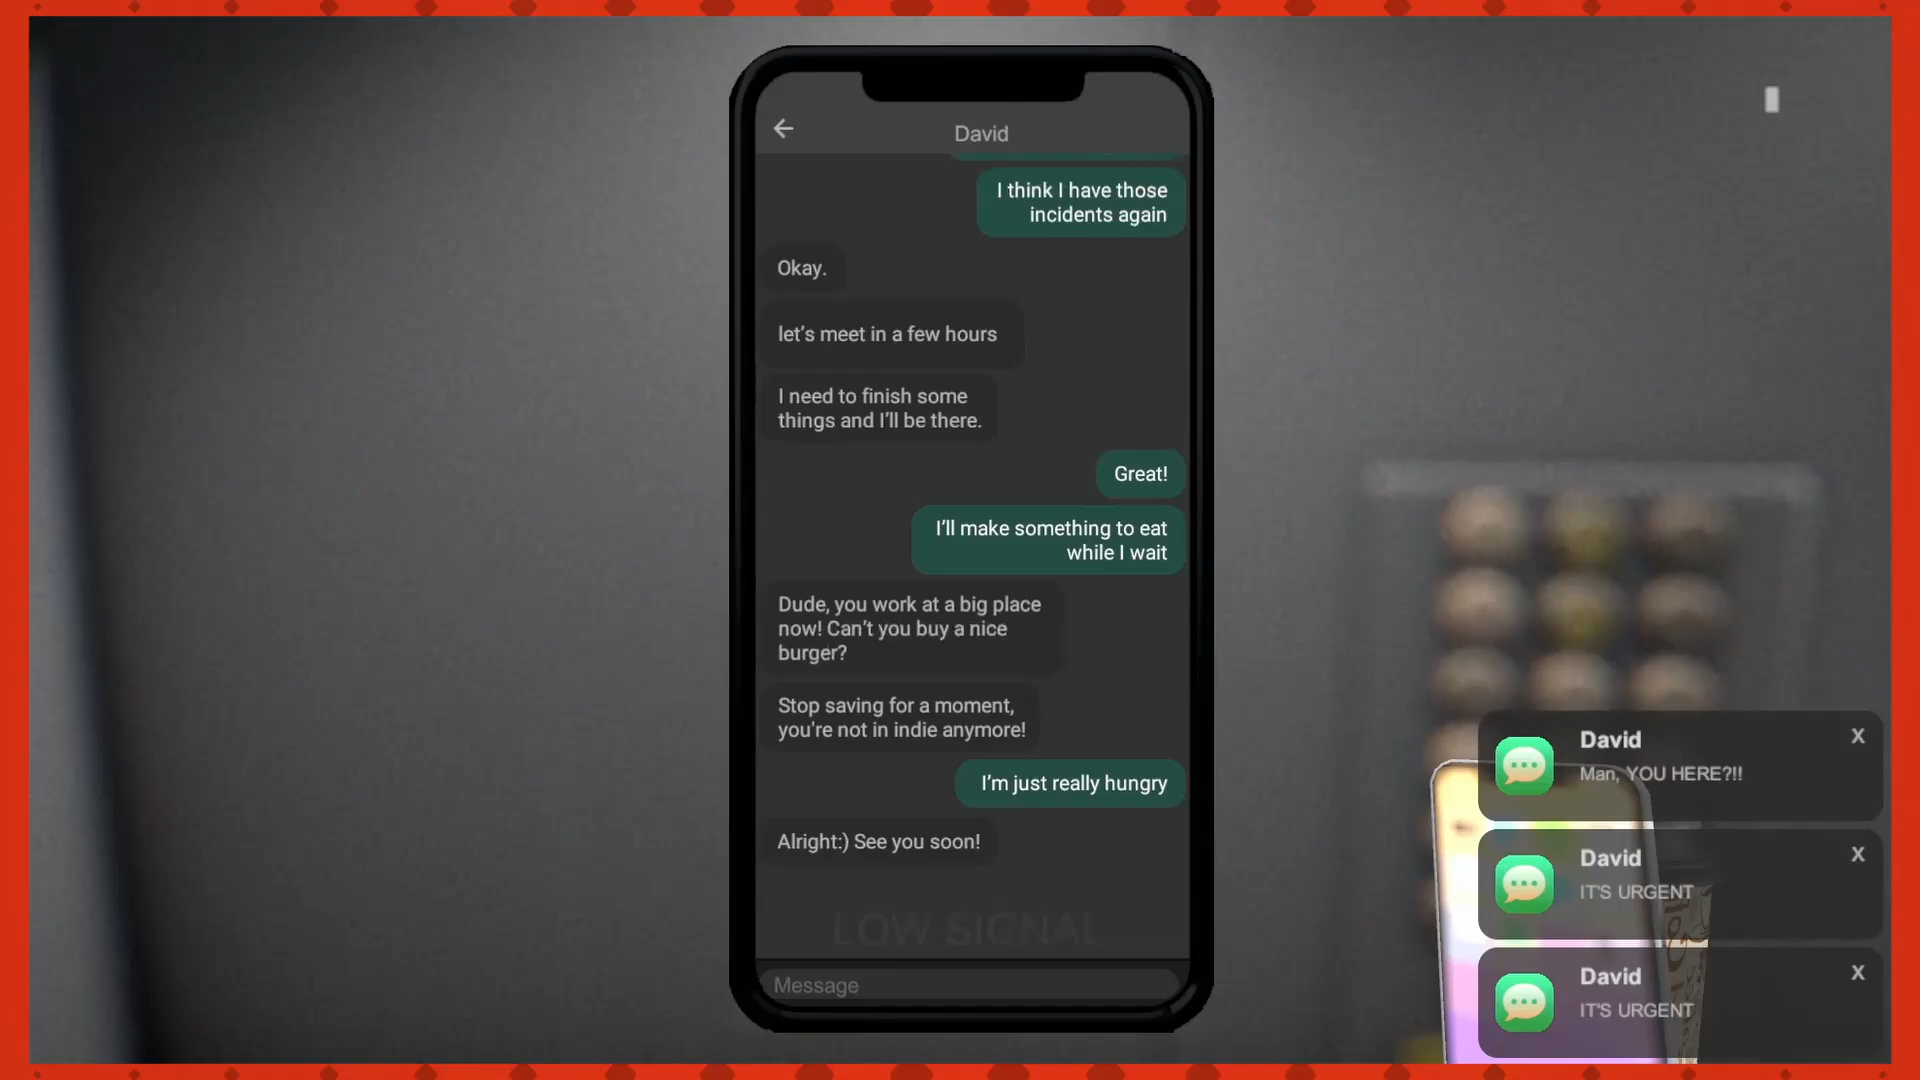 David
I think I have those
incidents again
Okay.
let's meet in a few hours
I need to finish some
things and I'll be there.
Great!
I'll make something to eat
while I wait
Dude, you work at a big place
now! Can't you buy a nice
burger?
Stop saving for a moment,
you're not in indie anymore!
I'm just really hungry
Alright:) See you soon!
LOW SIGNAL
Message
David
X
Man, YOU HERE?!!
David
X
IT'S URGENT
David
X
IT'S URGENT